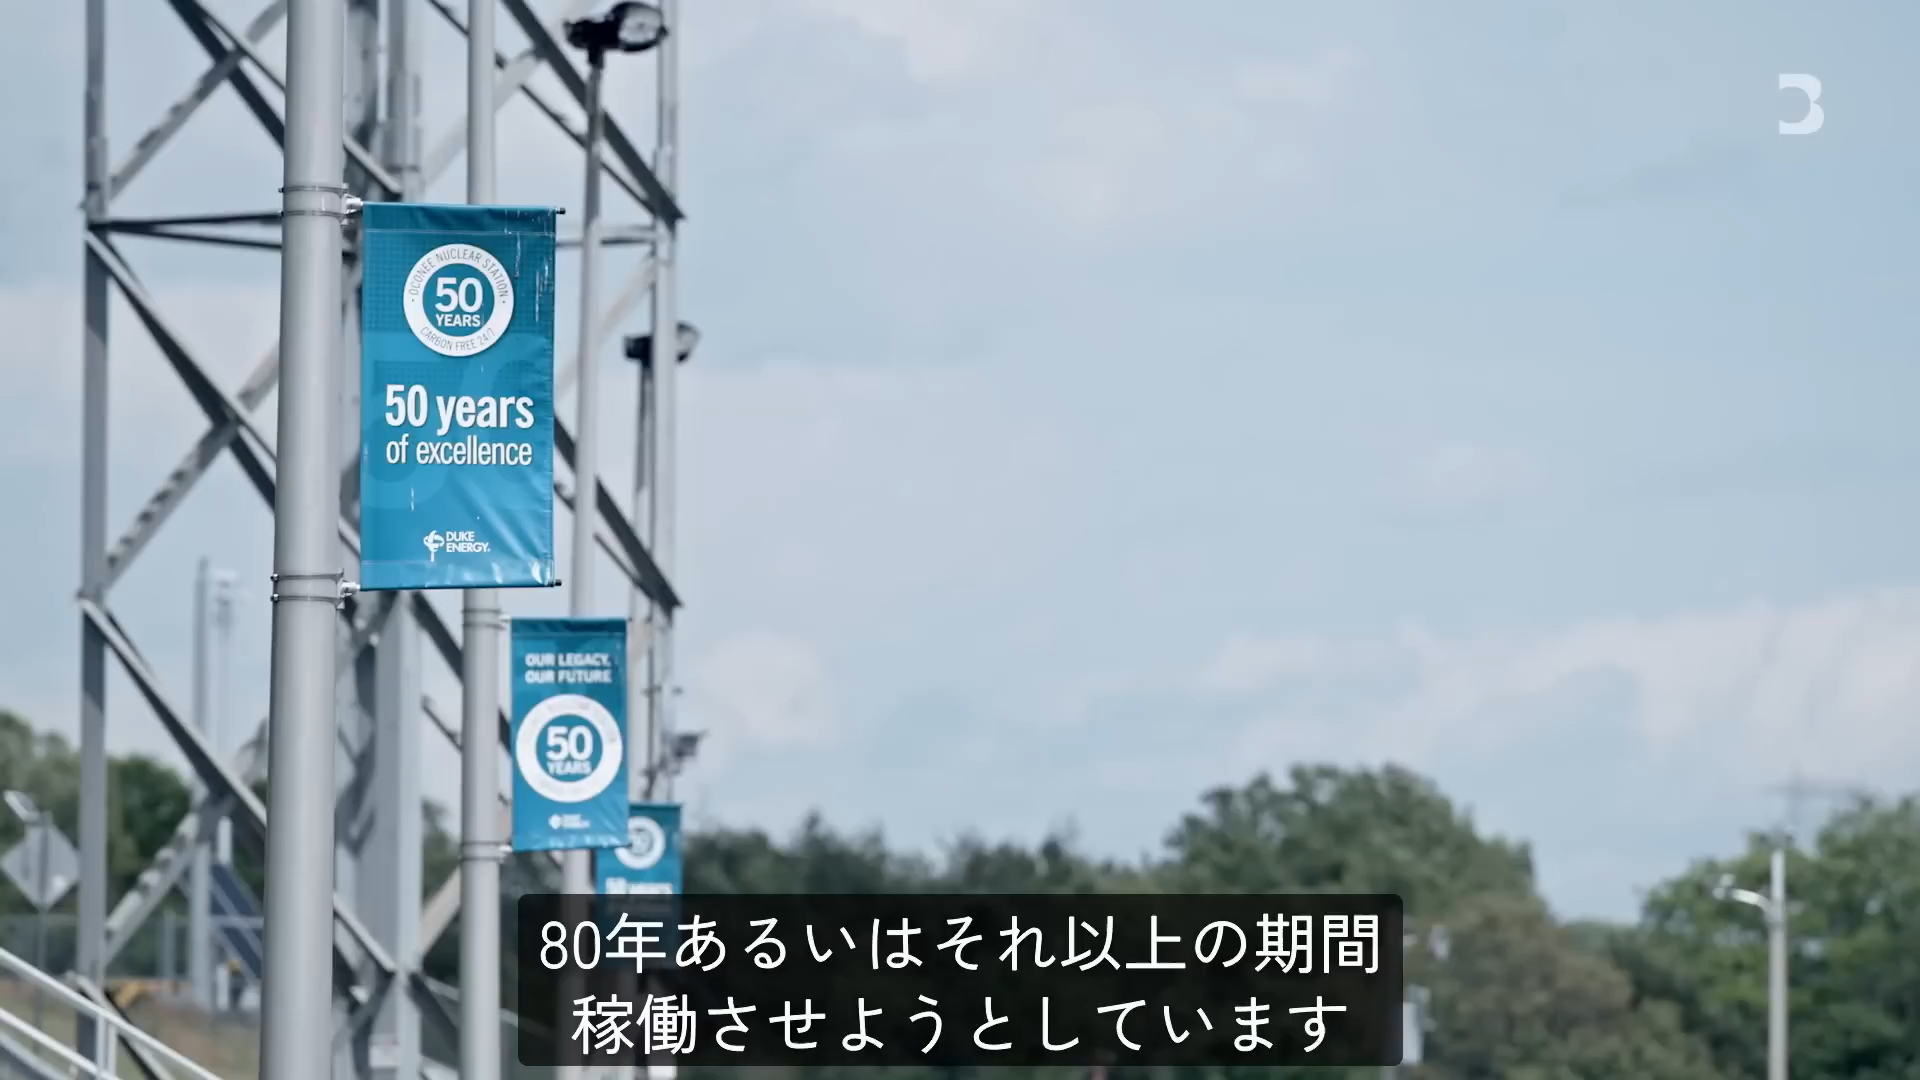 OCONEE NUCLEAR STATION
50
YEARS
CARBON FREE 24/7
50 years
of excellence
DUKE
ENERGY®
OUR LEGACY,
OUR FUTURE
50
YEARS
50 years
80年あるいはそれ以上の期間
稼働させようとしています